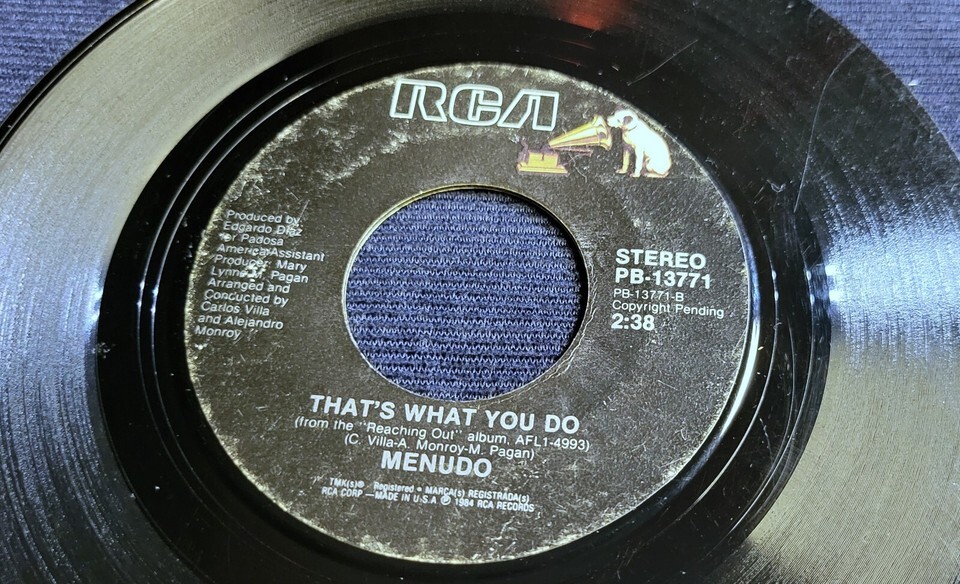 RCA
Produced by
Edgardo Diaz
for Padosa
America/Assistant
Producer: Mary
Lynne M. Pagan
Arranged and
Conducted by
Carlos Villa
and Alejandro
Monroy
STEREO
PB-13771
PB-13771-B
Copyright Pending
2:38
THAT'S WHAT YOU DO
(from the "Reaching Out" album, AFL1-4993)
(C. Villa-A. Monroy-M. Pagan)
MENUDO
TMK(s)® Registered • MARCA(s) REGISTRADA(s)
RCA CORP.—MADE IN U.S.A. ℗ 1984 RCA RECORDS